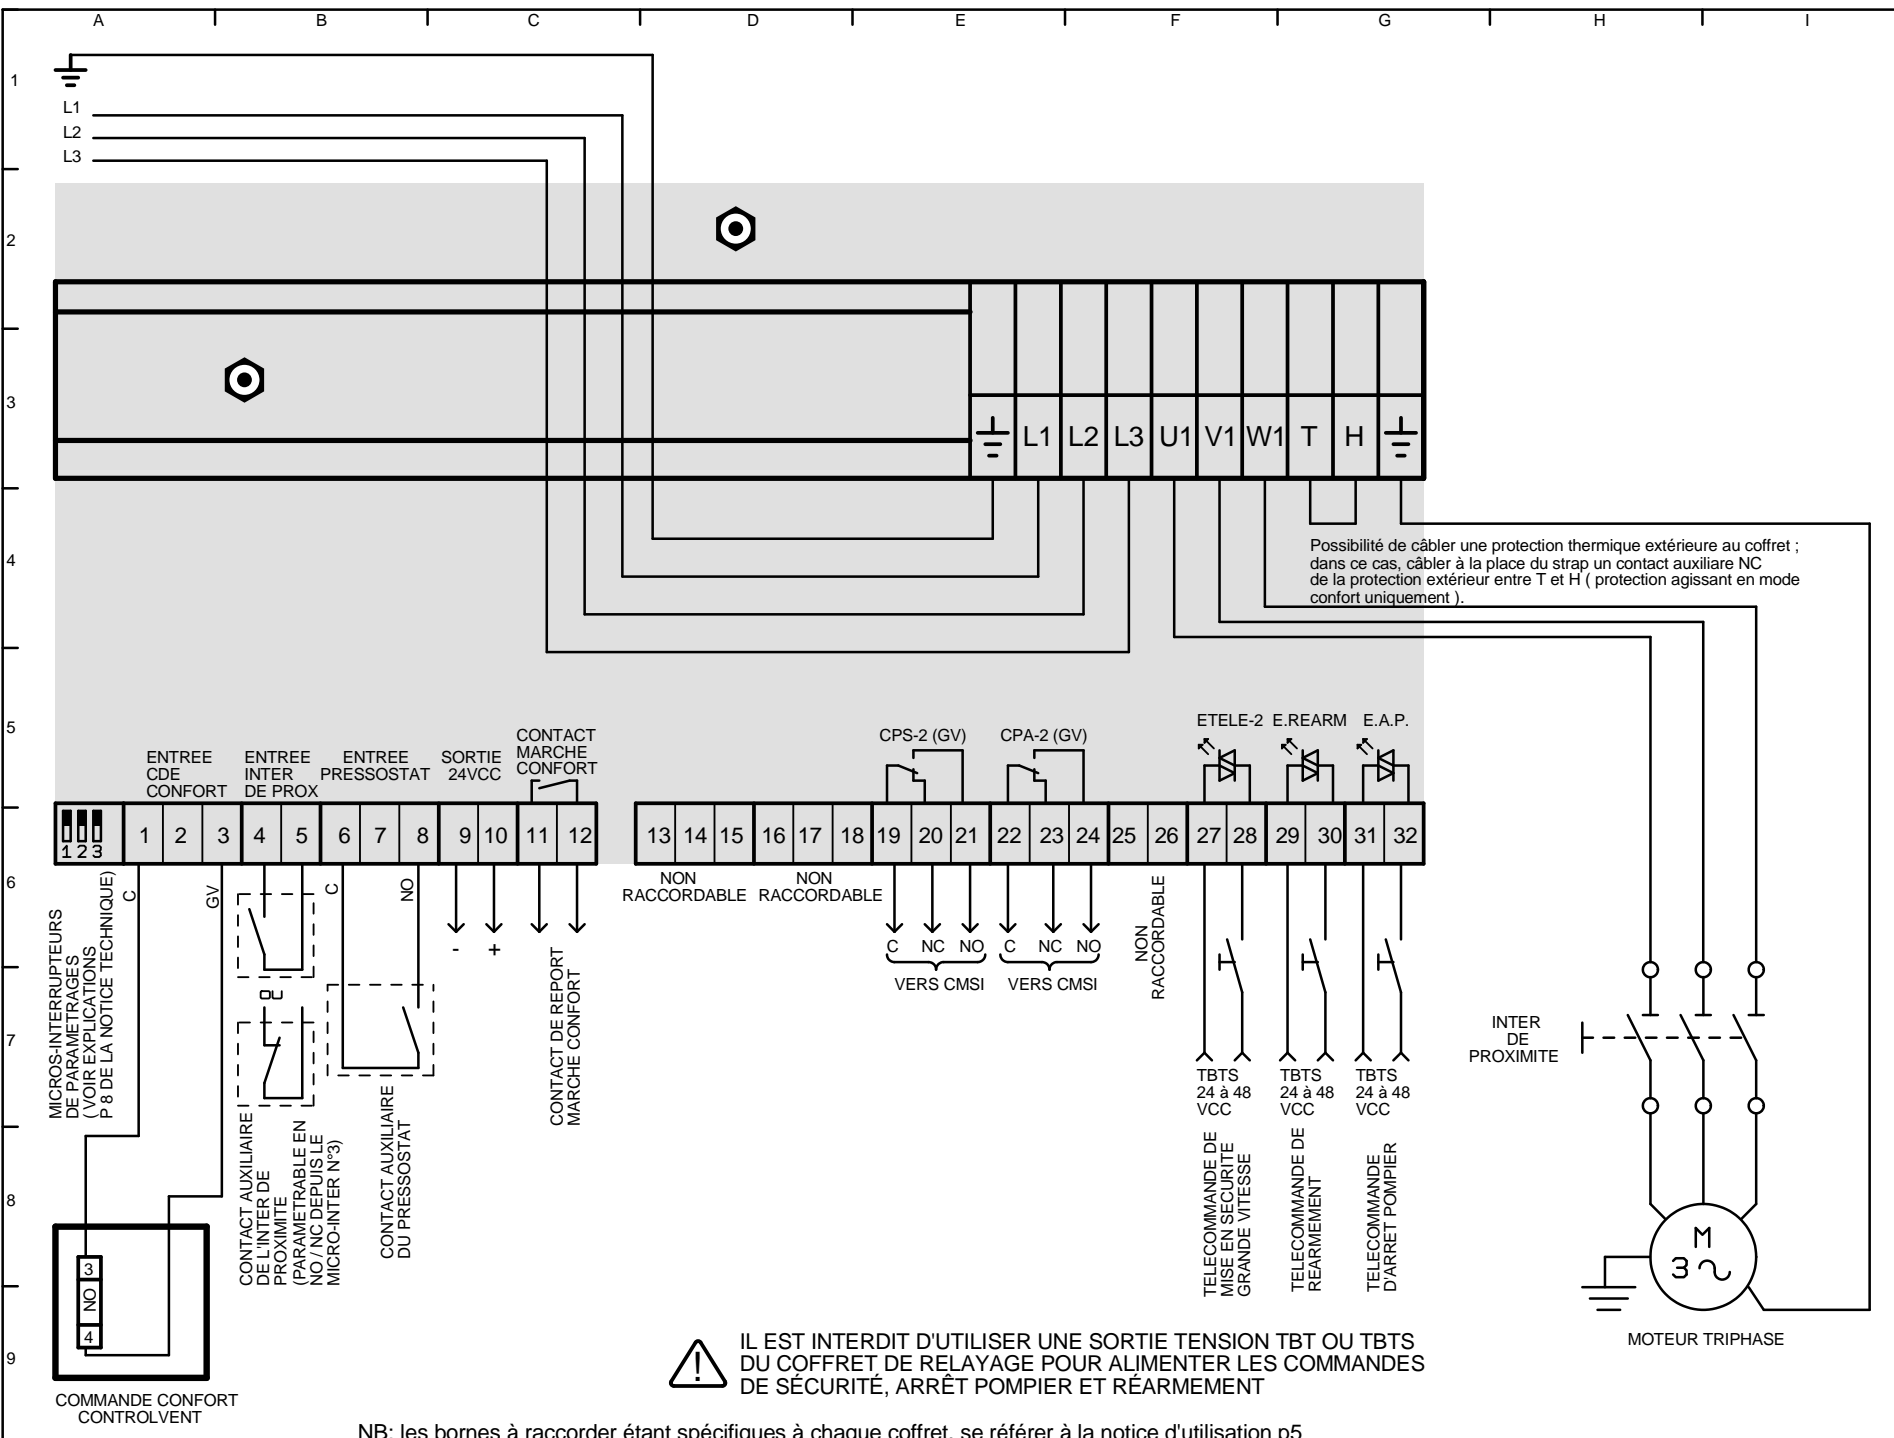 A B C D E F G H I
1
L1
L2
L3
2
3
L1 L2 L3 U1 V1 W1 T H
4
Possibilité de câbler une protection thermique extérieure au coffret ;
dans ce cas, câbler à la place du strap un contact auxiliare NC
de la protection extérieur entre T et H ( protection agissant en mode
confort uniquement ).
5
ENTREE
CDE
CONFORT
ENTREE
INTER
DE PROX
ENTREE
PRESSOSTAT
SORTIE
24VCC
CONTACT
MARCHE
CONFORT
CPS-2 (GV)
CPA-2 (GV)
ETELE-2
E.REARM
E.A.P.
1 2 3
1 2 3 4 5 6 7 8 9 10 11 12 13 14 15 16 17 18 19 20 21 22 23 24 25 26 27 28 29 30 31 32
6
MICROS-INTERRUPTEURS
DE PARAMETRAGES
(VOIR EXPLICATIONS
P 8 DE LA NOTICE TECHNIQUE)
C
GV
C
NO
- +
NON
RACCORDABLE
NON
RACCORDABLE
C NC NO
VERS CMSI
C NC NO
VERS CMSI
NON
RACCORDABLE
OU
CONTACT DE REPORT
MARCHE CONFORT
7
INTER
DE
PROXIMITE
TBTS
24 à 48
VCC
TBTS
24 à 48
VCC
TBTS
24 à 48
VCC
CONTACT AUXILIAIRE
DE L'INTER DE
PROXIMITE
(PARAMETRABLE EN
NO / NC DEPUIS LE
MICRO-INTER N°3)
CONTACT AUXILIAIRE
DU PRESSOSTAT
8
TELECOMMANDE DE
MISE EN SECURITE
GRANDE VITESSE
TELECOMMANDE DE
REARMEMENT
TELECOMMANDE
D'ARRET POMPIER
3
NO
4
M
3
MOTEUR TRIPHASE
9
COMMANDE CONFORT
CONTROLVENT
!
IL EST INTERDIT D'UTILISER UNE SORTIE TENSION TBT OU TBTS
DU COFFRET DE RELAYAGE POUR ALIMENTER LES COMMANDES
DE SÉCURITÉ, ARRÊT POMPIER ET RÉARMEMENT
NB: les bornes à raccorder étant spécifiques à chaque coffret, se référer à la notice d'utilisation p5